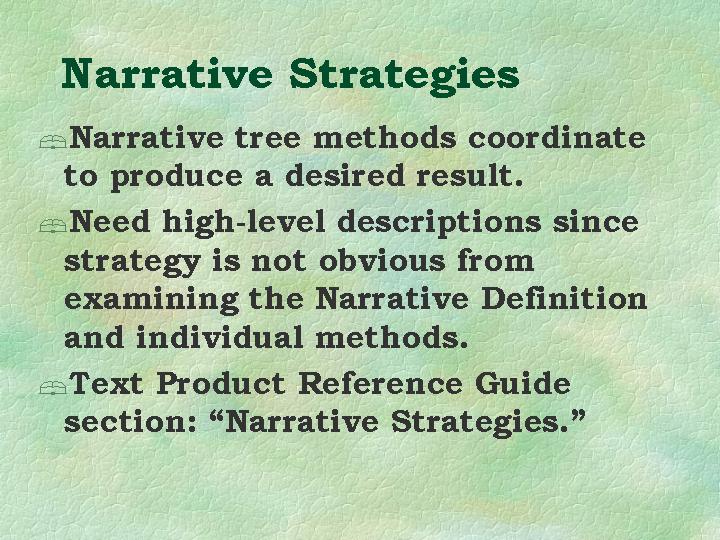 Narrative Strategies
Narrative tree methods coordinate
to produce a desired result.
Need high-level descriptions since
strategy is not obvious from
examining the Narrative Definition
and individual methods.
Text Product Reference Guide
section: “Narrative Strategies. ”